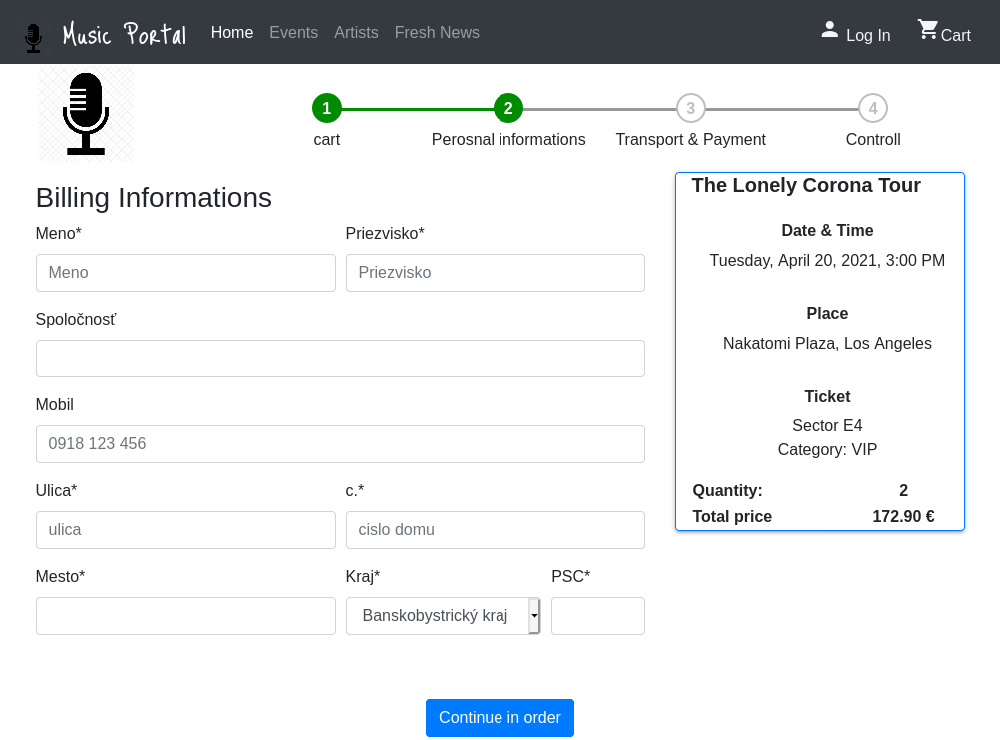 Music Portal Home Events Artists Fresh News Log In Cart
1 2 3 4
cart Perosnal informations Transport & Payment Controll
Billing Informations
Meno* Priezvisko*
Meno Priezvisko
Spoločnosť
Mobil
0918 123 456
Ulica* c.*
ulica cislo domu
Mesto* Kraj* PSC*
Banskobystrický kraj
The Lonely Corona Tour
Date & Time
Tuesday, April 20, 2021, 3:00 PM
Place
Nakatomi Plaza, Los Angeles
Ticket
Sector E4
Category: VIP
Quantity: 2
Total price 172.90 €
Continue in order